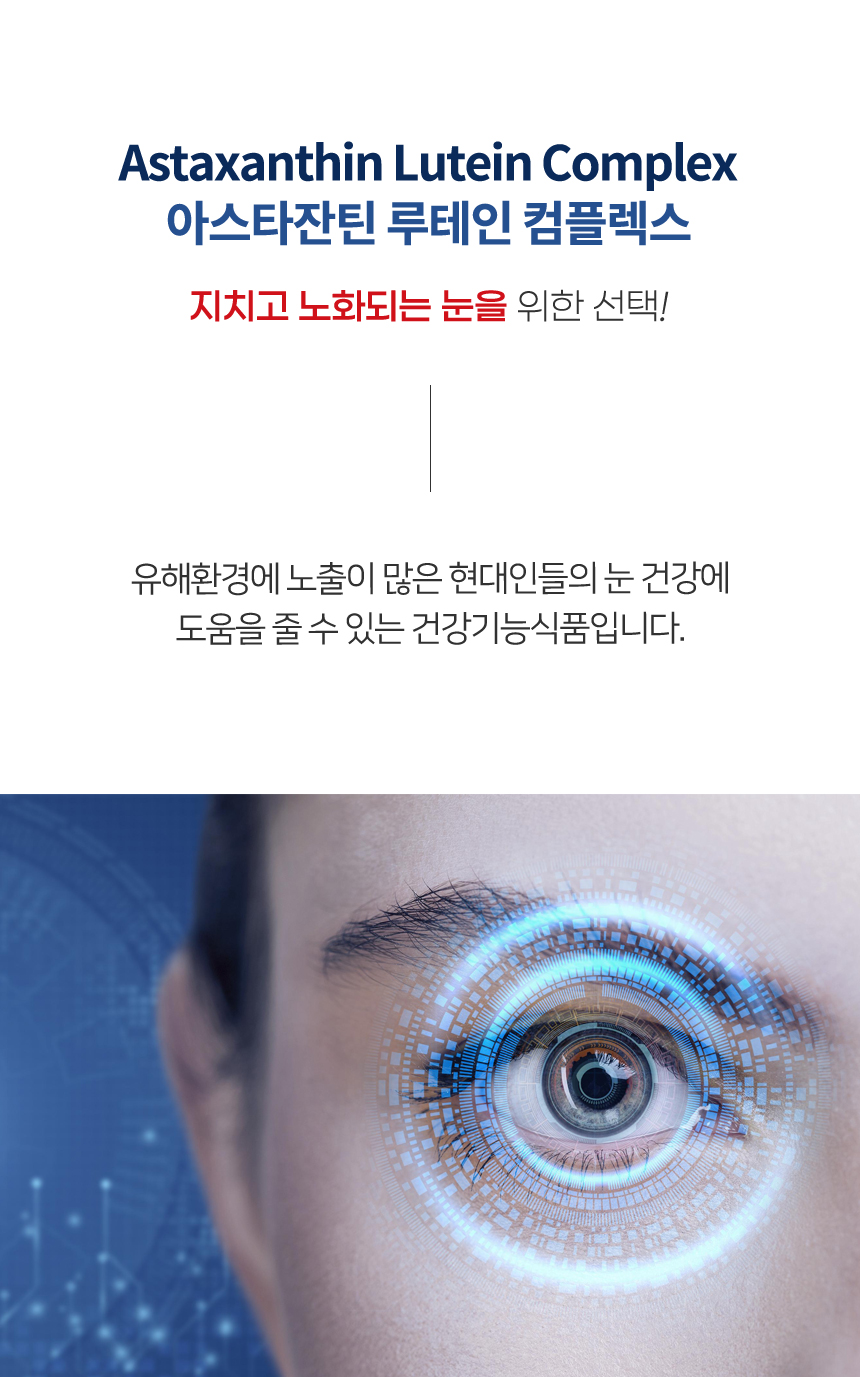 Astaxanthin Lutein Complex
아스타잔틴 루테인 컴플렉스
지치고 노화되는 눈을 위한 선택!
유해환경에 노출이 많은 현대인들의 눈 건강에
도움을 줄 수 있는 건강기능식품입니다.